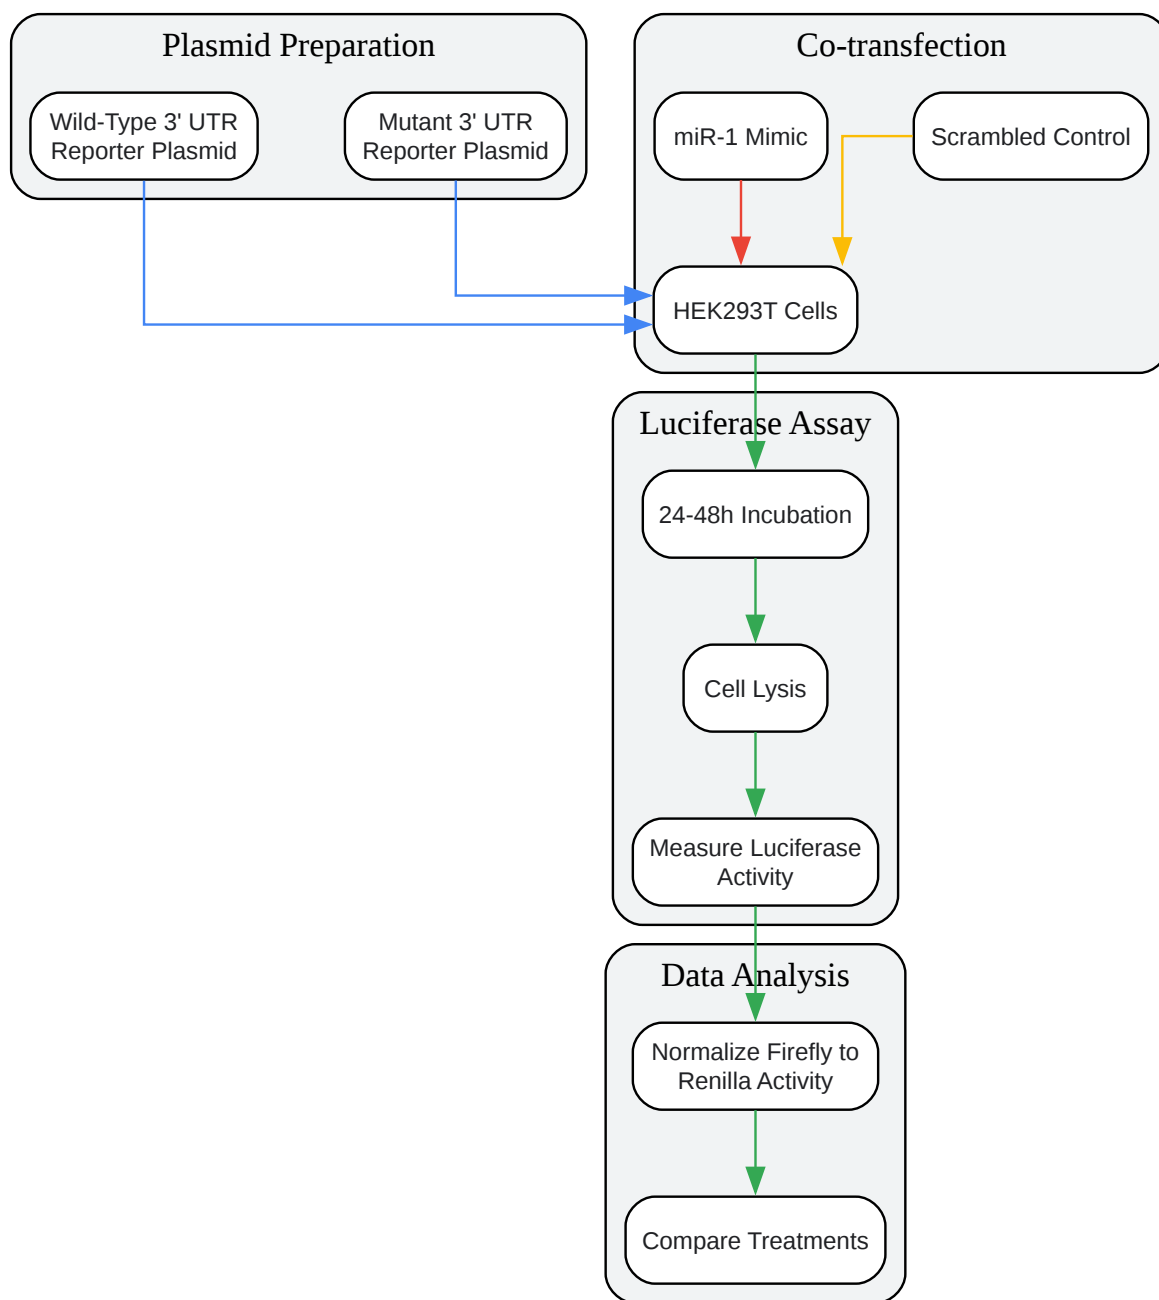 Plasmid Preparation
Wild-Type 3' UTR
Reporter Plasmid
Mutant 3' UTR
Reporter Plasmid
Co-transfection
miR-1 Mimic
Scrambled Control
HEK293T Cells
Luciferase Assay
24-48h Incubation
Cell Lysis
Measure Luciferase
Activity
Data Analysis
Normalize Firefly to
Renilla Activity
Compare Treatments